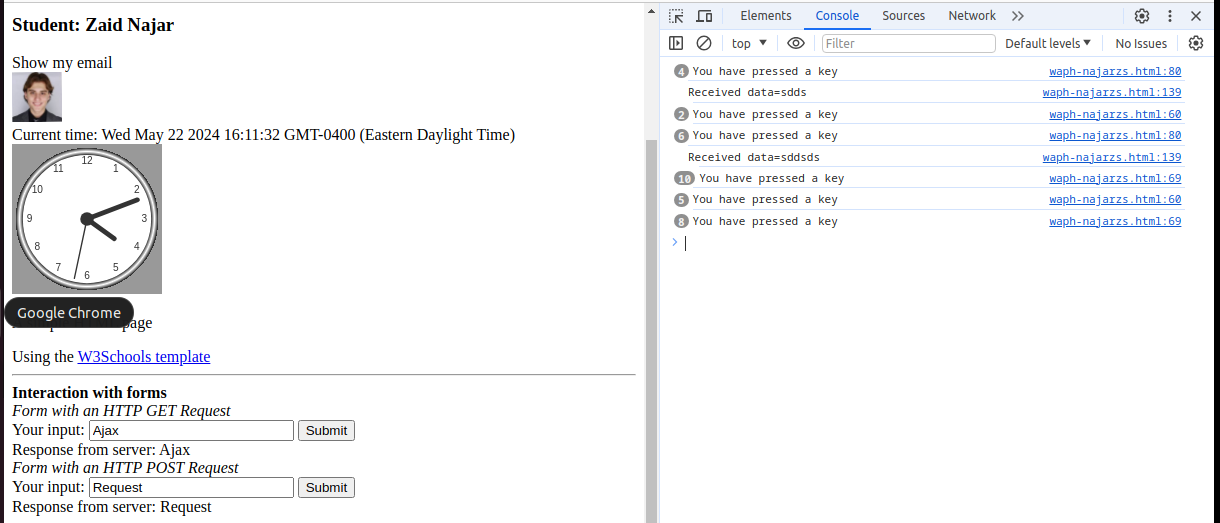 Student: Zaid Najar
Show my email
Current time: Wed May 22 2024 16:11:32 GMT-0400 (Eastern Daylight Time)
12
11 1
10 2
9 3
8 4
7 5
6
Google Chrome
page
Using the W3Schools template
Interaction with forms
Form with an HTTP GET Request
Your input: Ajax Submit
Response from server: Ajax
Form with an HTTP POST Request
Your input: Request Submit
Response from server: Request
Elements Console Sources Network
top Filter Default levels No Issues
4 You have pressed a key waph-najarzs.html:80
Received data=sdds waph-najarzs.html:139
2 You have pressed a key waph-najarzs.html:60
6 You have pressed a key waph-najarzs.html:80
Received data=sddsds waph-najarzs.html:139
10 You have pressed a key waph-najarzs.html:69
5 You have pressed a key waph-najarzs.html:60
8 You have pressed a key waph-najarzs.html:69